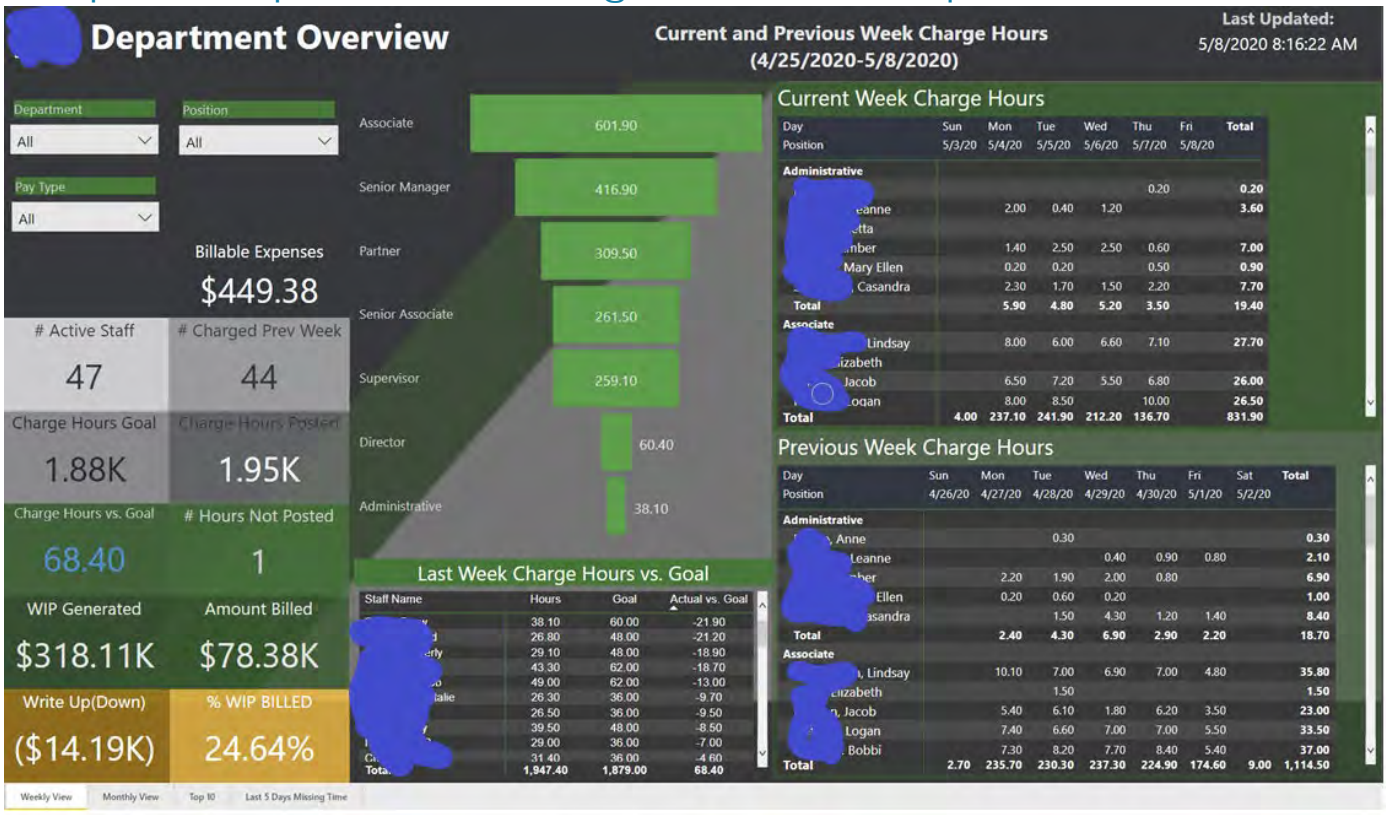 Department Overview
Current and Previous Week Charge Hours
(4/25/2020-5/8/2020)
Last Updated:
5/8/2020 8:16:22 AM
Department
All
Position
All
Pay Type
All
Billable Expenses
$449.38
# Active Staff
47
# Charged Prev Week
44
Charge Hours Goal
1.88K
Charge Hours Posted
1.95K
Charge Hours vs. Goal
68.40
# Hours Not Posted
1
WIP Generated
$318.11K
Amount Billed
$78.38K
Write Up(Down)
($14.19K)
% WIP BILLED
24.64%
Associate 601.90
Senior Manager 416.90
Partner 309.50
Senior Associate 261.50
Supervisor 259.10
Director 60.40
Administrative 38.10
Last Week Charge Hours vs. Goal
Staff Name Hours Goal Actual vs. Goal
38.10 60.00 -21.90
26.80 48.00 -21.20
erly 29.10 48.00 -18.90
43.30 62.00 -18.70
49.00 62.00 -13.00
alie 26.30 36.00 -9.70
26.50 36.00 -9.50
39.50 48.00 -8.50
29.00 36.00 -7.00
31.40 36.00 -4.60
Total 1,947.40 1,879.00 68.40
Current Week Charge Hours
Day Sun Mon Tue Wed Thu Fri Total
Position 5/3/20 5/4/20 5/5/20 5/6/20 5/7/20 5/8/20
Administrative
0.20 0.20
eanne 2.00 0.40 1.20 3.60
etta
mber 1.40 2.50 2.50 0.60 7.00
Mary Ellen 0.20 0.20 0.50 0.90
, Casandra 2.30 1.70 1.50 2.20 7.70
Total 5.90 4.80 5.20 3.50 19.40
Associate
Lindsay 8.00 6.00 6.60 7.10 27.70
izabeth
Jacob 6.50 7.20 5.50 6.80 26.00
ogan 8.00 8.50 10.00 26.50
Total 4.00 237.10 241.90 212.20 136.70 831.90
Previous Week Charge Hours
Day Sun Mon Tue Wed Thu Fri Sat Total
Position 4/26/20 4/27/20 4/28/20 4/29/20 4/30/20 5/1/20 5/2/20
Administrative
, Anne 0.30 0.30
Leanne 0.40 0.90 0.80 2.10
ber 2.20 1.90 2.00 0.80 6.90
Ellen 0.20 0.60 0.20 1.00
asandra 1.50 4.30 1.20 1.40 8.40
Total 2.40 4.30 6.90 2.90 2.20 18.70
Associate
, Lindsay 10.10 7.00 6.90 7.00 4.80 35.80
Elizabeth 1.50 1.50
, Jacob 5.40 6.10 1.80 6.20 3.50 23.00
Logan 7.40 6.60 7.00 7.00 5.50 33.50
Bobbi 7.30 8.20 7.70 8.40 5.40 37.00
Total 2.70 235.70 230.30 237.30 224.90 174.60 9.00 1,114.50
Weekly View Monthly View Top 10 Last 5 Days Missing Time